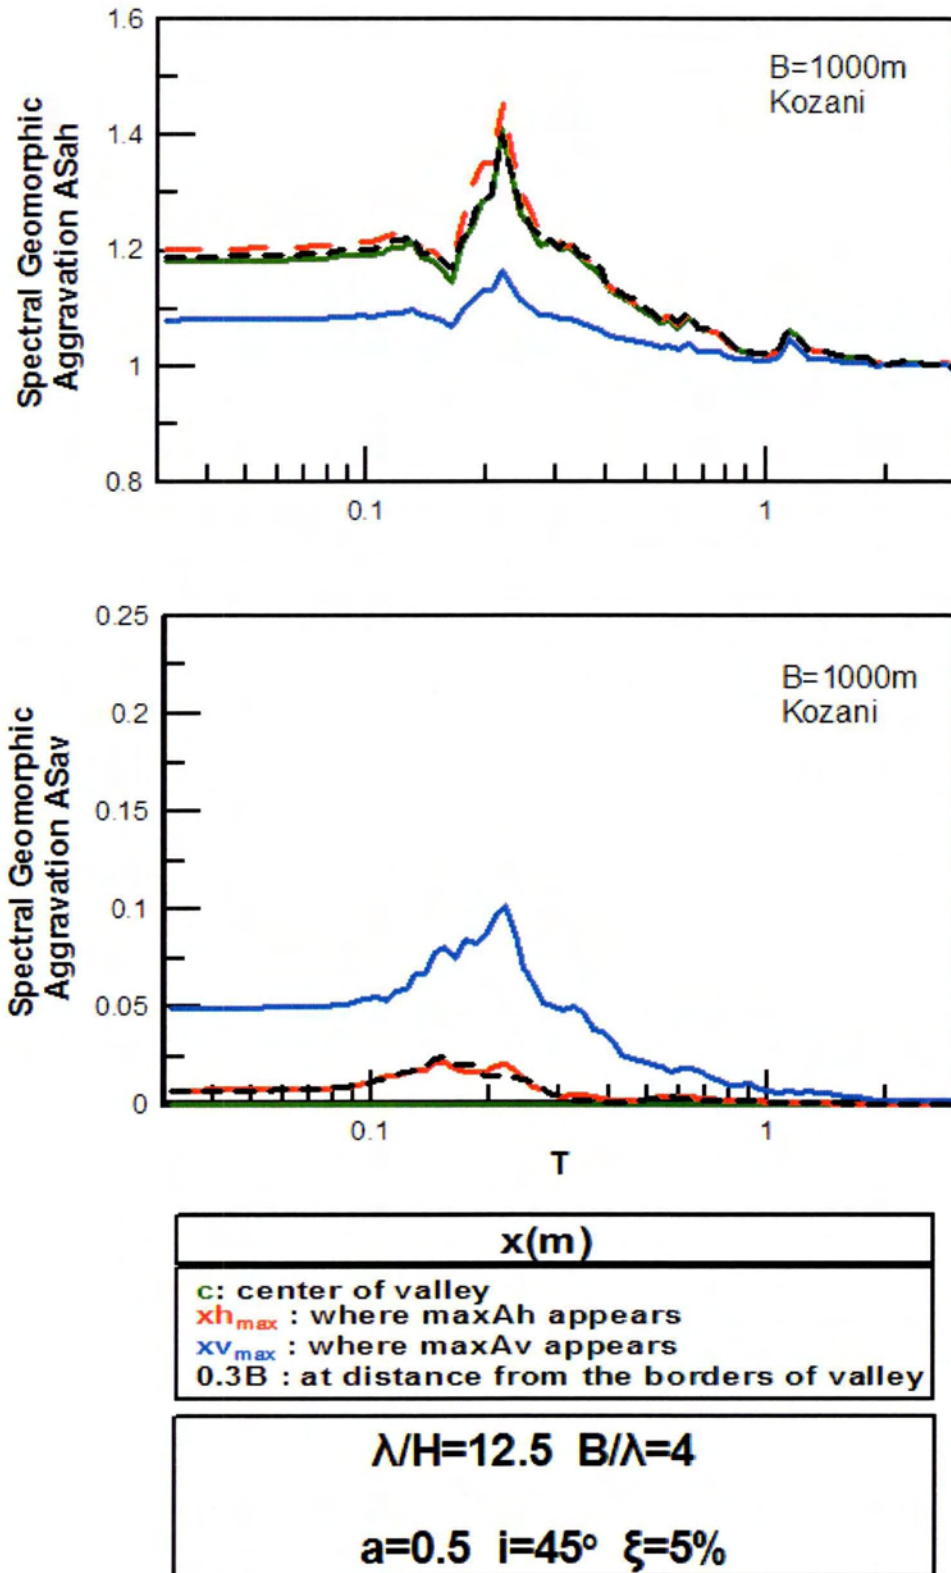 Spectral Geomorphic
Aggravation ASah
1.6
1.4
1.2
1
0.8
B=1000m
Kozani
0.1
1
Spectral Geomorphic
Aggravation ASav
0.25
0.2
0.15
0.1
0.05
0
B=1000m
Kozani
0.1
1
T
x(m)
c: center of valley
xhmax : where maxAh appears
xvmax : where maxAv appears
0.3B : at distance from the borders of valley
λ/H=12.5 B/λ=4
a=0.5 i=45° ξ=5%